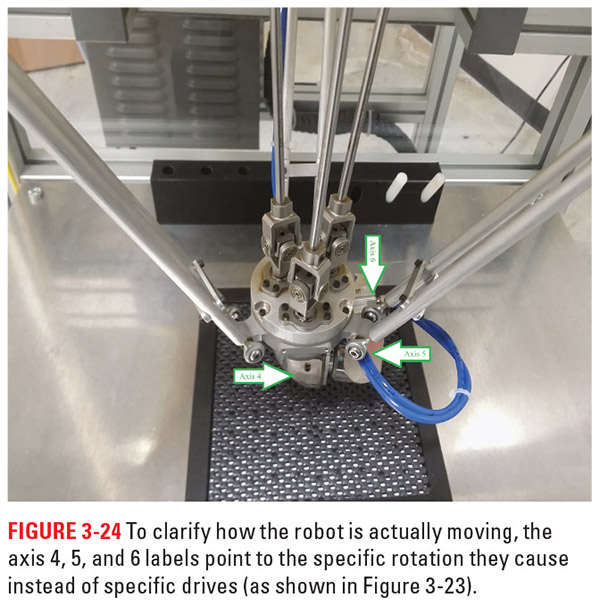 Axis 6
Axis 5
Axis 4
FIGURE 3-24 To clarify how the robot is actually moving, the
axis 4, 5, and 6 labels point to the specific rotation they cause
instead of specific drives (as shown in Figure 3-23).